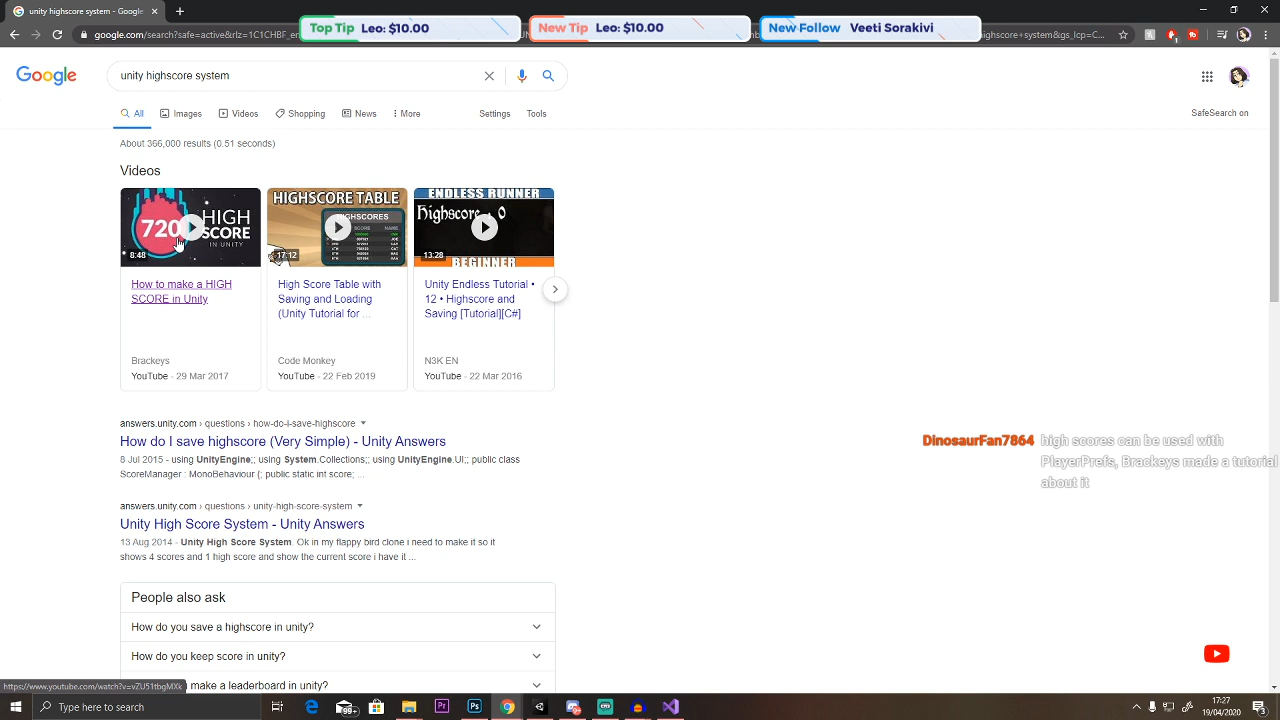 unity highscore system - Google
Top Tip Leo: $10.00
New Tip Leo: $10.00
New Follow Veeti Sorakivi
Google
unity highscore system
All
Images
Videos
Shopping
News
More
Settings
Tools
SafeSearch on
About 366,000 results (0.51 seconds)
Videos
720
HIGH
SCORE
IN UNITY
8:48
HIGHSCORE TABLE
HIGHSCORES
17:12
ENDLESS RUNNER
Highscore : 0
13:28
BEGINNER
How to make a HIGH
SCORE in Unity
Brackeys
YouTube - 29 Mar 2017
High Score Table with
Saving and Loading
(Unity Tutorial for ...
Code Monkey
YouTube - 22 Feb 2019
Unity Endless Tutorial •
12 • Highscore and
Saving [Tutorial][C#]
N3K EN
YouTube - 22 Mar 2016
answers.unity.com › questions › how-do-i-save-highscore
How do I save highscore (Very Simple) - Unity Answers
8 Jul 2015 - using UnityEngine;; using System.Collections;; using UnityEngine.UI;; public class
ScoreManager : MonoBehaviour {; public static int score; ...
answers.unity.com › questions › unity-high-score-system
Unity High Score System - Unity Answers
13 Aug 2014 - Unity High Score System. Ok in my flappy bird clone i need to make it so it
shows 4 scores and 1 high score and show the current score i have it ...
DinosaurFan7864 high scores can be used with
PlayerPrefs, Brackeys made a tutorial
about it
People also ask
How do you save a highscore in unity?
How do you keep score in unity?
make a leaderboard in unity?
https://www.youtube.com/watch?v=vZU51tbgMXk
Type here to search
17:27
19/04/2020